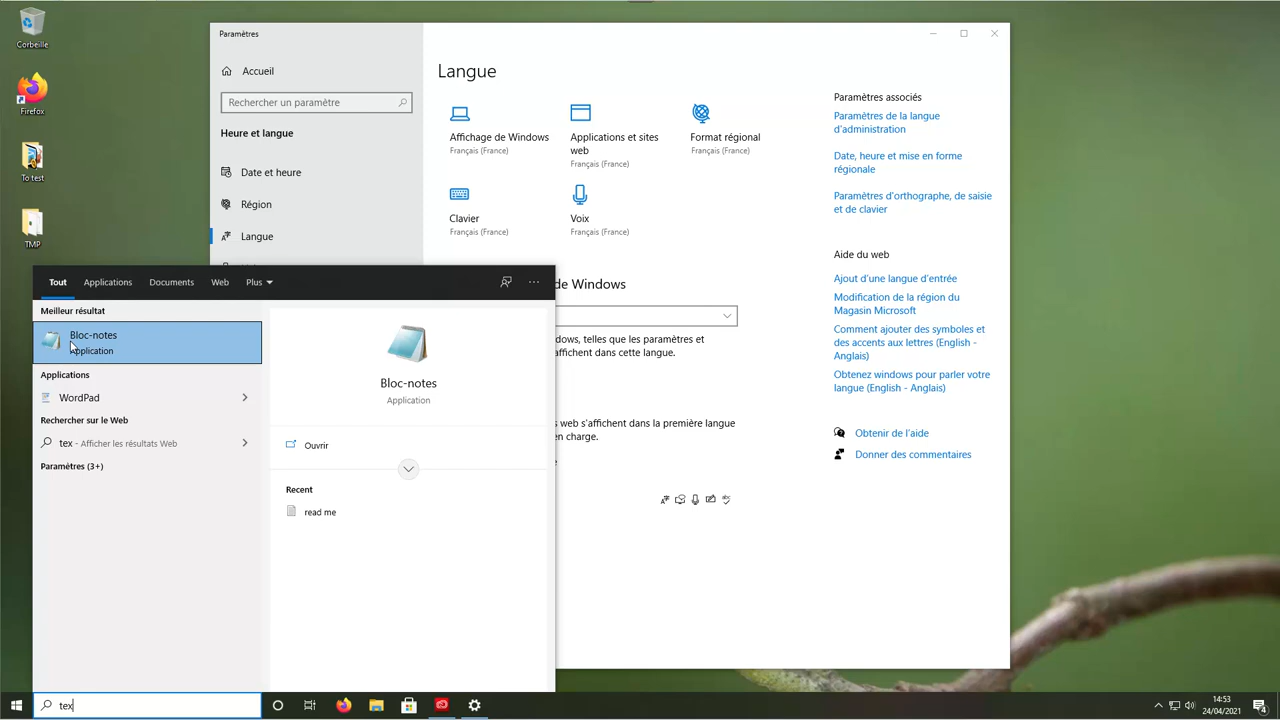 Corbeille
Firefox
To test
TMP
Paramètres
Accueil
Rechercher un paramètre
Heure et langue
Date et heure
Région
Langue
Langue
Affichage de Windows
Français (France)
Applications et sites
web
Français (France)
Format régional
Français (France)
Clavier
Français (France)
Voix
Français (France)
de Windows
dows, telles que les paramètres et
affichent dans cette langue.
s web s'affichent dans la première langue
en charge.
Paramètres associés
Paramètres de la langue
d'administration
Date, heure et mise en forme
régionale
Paramètres d'orthographe, de saisie
et de clavier
Aide du web
Ajout d'une langue d'entrée
Modification de la région du
Magasin Microsoft
Comment ajouter des symboles et
des accents aux lettres (English -
Anglais)
Obtenez windows pour parler votre
langue (English - Anglais)
Obtenir de l'aide
Donner des commentaires
Tout Applications Documents Web Plus
Meilleur résultat
Bloc-notes
Application
Applications
WordPad
Rechercher sur le Web
tex - Afficher les résultats Web
Paramètres (3+)
Bloc-notes
Application
Ouvrir
Recent
read me
tex
14:53
24/04/2021
4